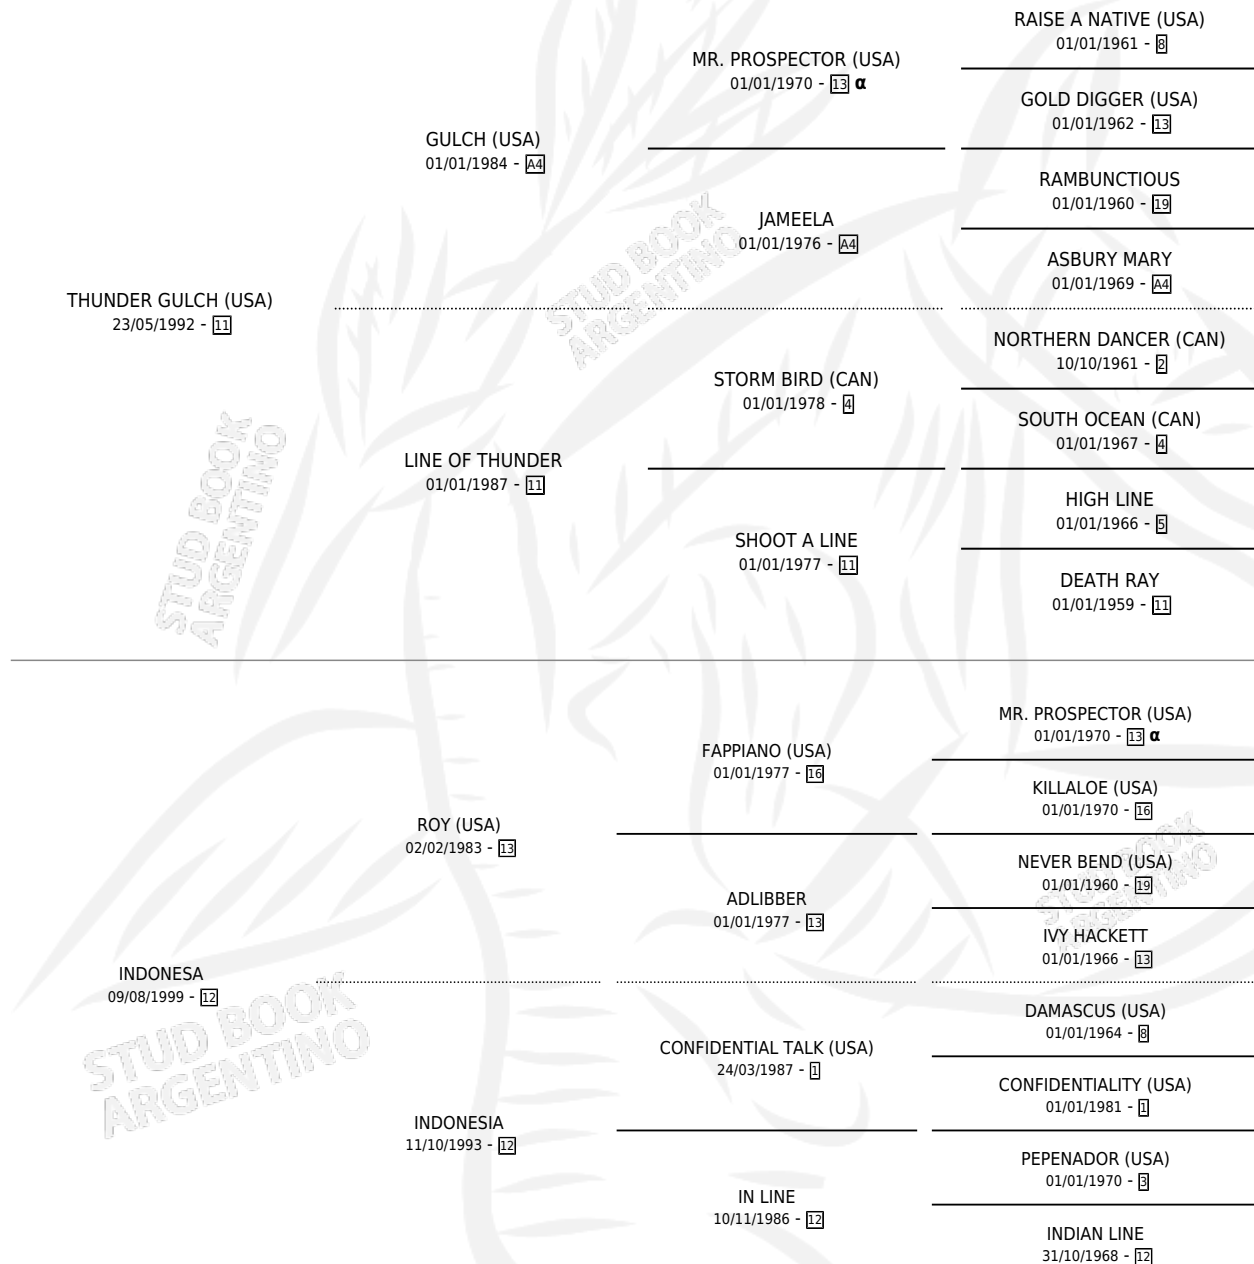 RAISE A NATIVE (USA)
01/01/1961 - 8
MR. PROSPECTOR (USA)
01/01/1970 - 13 α
GOLD DIGGER (USA)
01/01/1962 - 13
GULCH (USA)
01/01/1984 - A4
RAMBUNCTIOUS
01/01/1960 - 19
JAMEELA
01/01/1976 - A4
ASBURY MARY
01/01/1969 - A4
THUNDER GULCH (USA)
23/05/1992 - 11
NORTHERN DANCER (CAN)
10/10/1961 - 2
STORM BIRD (CAN)
01/01/1978 - 4
SOUTH OCEAN (CAN)
01/01/1967 - 4
LINE OF THUNDER
01/01/1987 - 11
HIGH LINE
01/01/1966 - 5
SHOOT A LINE
01/01/1977 - 11
DEATH RAY
01/01/1959 - 11
MR. PROSPECTOR (USA)
01/01/1970 - 13 α
FAPPIANO (USA)
01/01/1977 - 16
KILLALOE (USA)
01/01/1970 - 16
ROY (USA)
02/02/1983 - 13
NEVER BEND (USA)
01/01/1960 - 19
ADLIBBER
01/01/1977 - 13
IVY HACKETT
01/01/1966 - 13
INDONESA
09/08/1999 - 12
DAMASCUS (USA)
01/01/1964 - 8
CONFIDENTIAL TALK (USA)
24/03/1987 - 1
CONFIDENTIALITY (USA)
01/01/1981 - 1
INDONESIA
11/10/1993 - 12
PEPENADOR (USA)
01/01/1970 - 3
IN LINE
10/11/1986 - 12
INDIAN LINE
31/10/1968 - 12
STUD BOOK
ARGENTINO
STUD BOOK
ARGENTINO
STUD BOOK
ARGENTINO
STUD BOOK
ARGENTINO